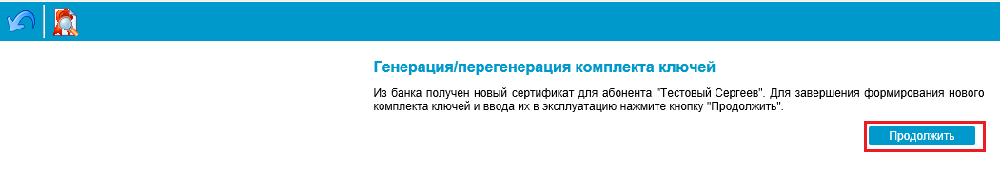 Генерация/перегенерация комплекта ключей
Из банка получен новый сертификат для абонента "Тестовый Сергеев". Для завершения формирования нового
комплекта ключей и ввода их в эксплуатацию нажмите кнопку "Продолжить".
Продолжить